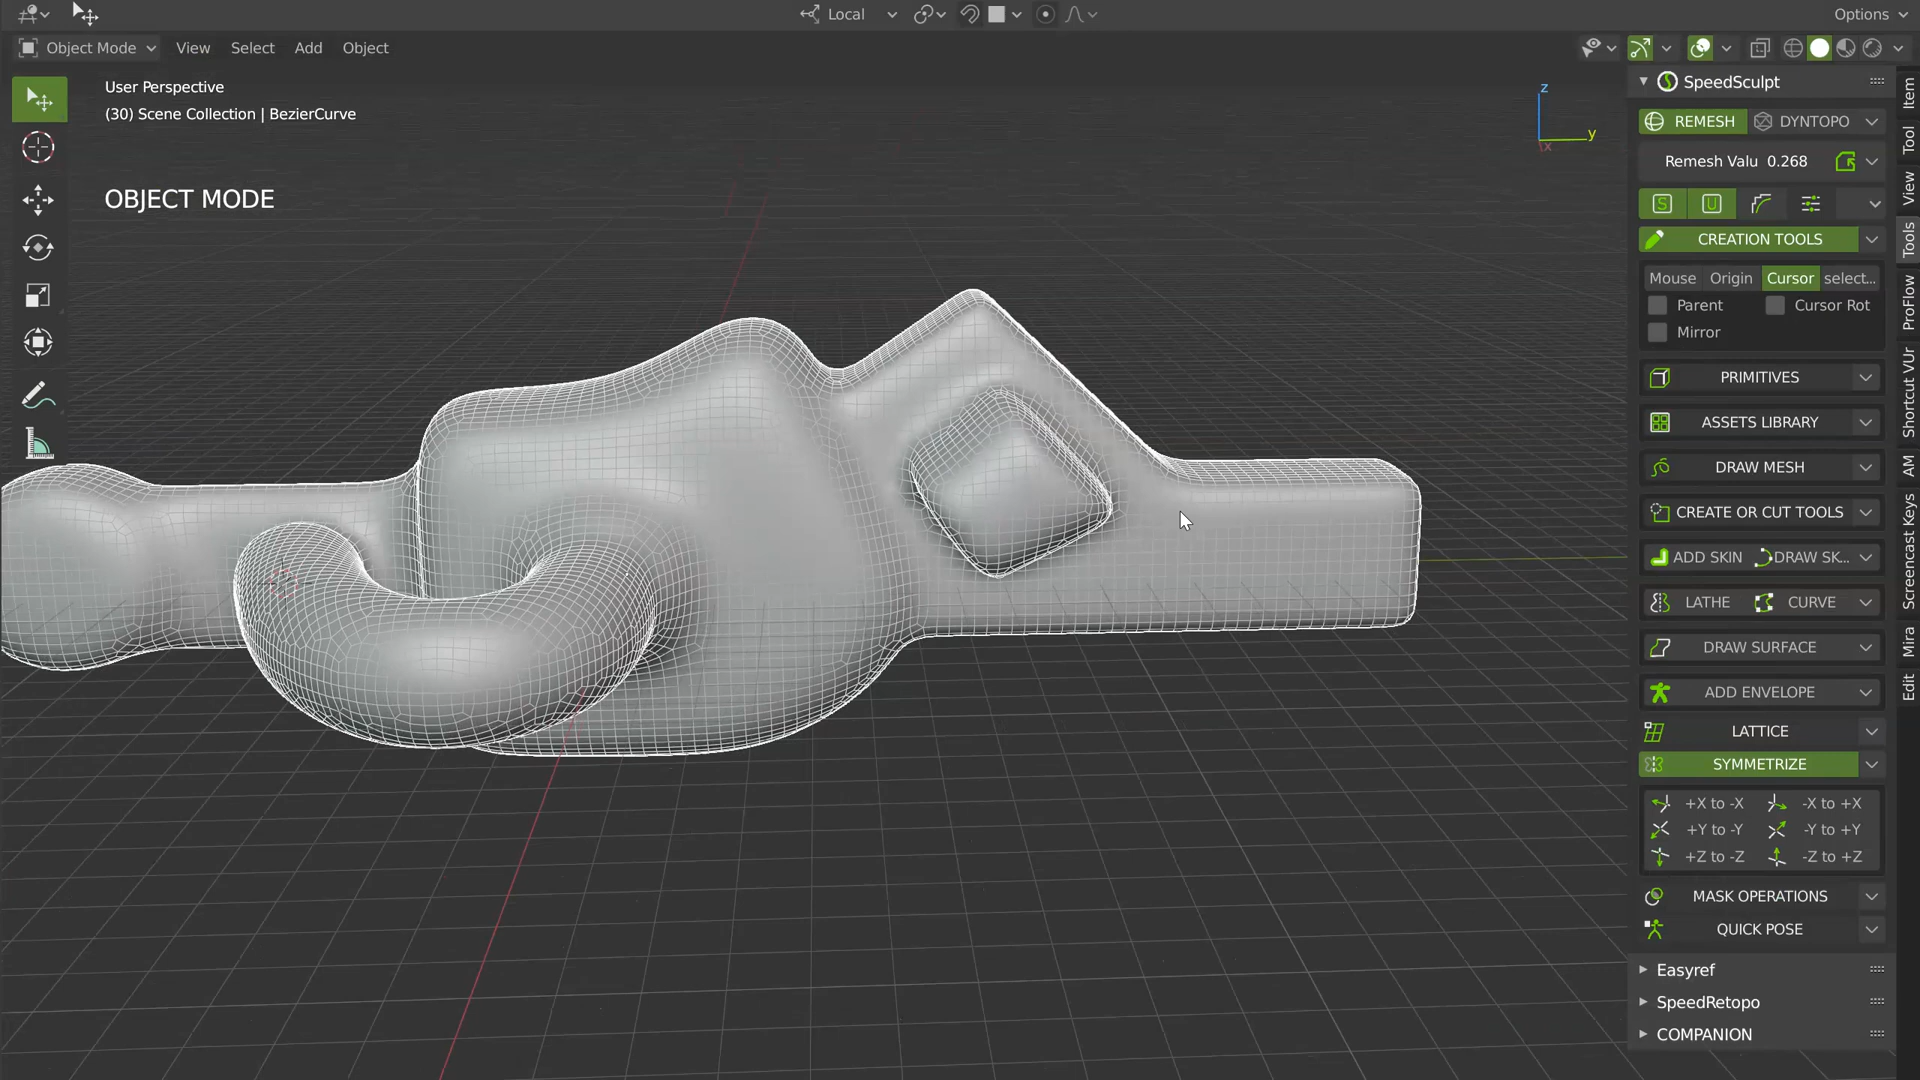 Local
Options
Object Mode View Select Add Object
User Perspective
(30) Scene Collection | BezierCurve
OBJECT MODE
z
y
x
SpeedSculpt
REMESH DYNTOPO
Remesh Valu 0.268
S U
CREATION TOOLS
Mouse Origin Cursor select...
Parent Cursor Rot
Mirror
PRIMITIVES
ASSETS LIBRARY
DRAW MESH
CREATE OR CUT TOOLS
ADD SKIN DRAW SK...
LATHE CURVE
DRAW SURFACE
ADD ENVELOPE
LATTICE
SYMMETRIZE
+X to -X -X to +X
+Y to -Y -Y to +Y
+Z to -Z -Z to +Z
MASK OPERATIONS
QUICK POSE
Easyref
SpeedRetopo
COMPANION
Item
Tool
View
Tools
ProFlow
Shortcut VUr
AM
Screencast Keys
Mira
Edit